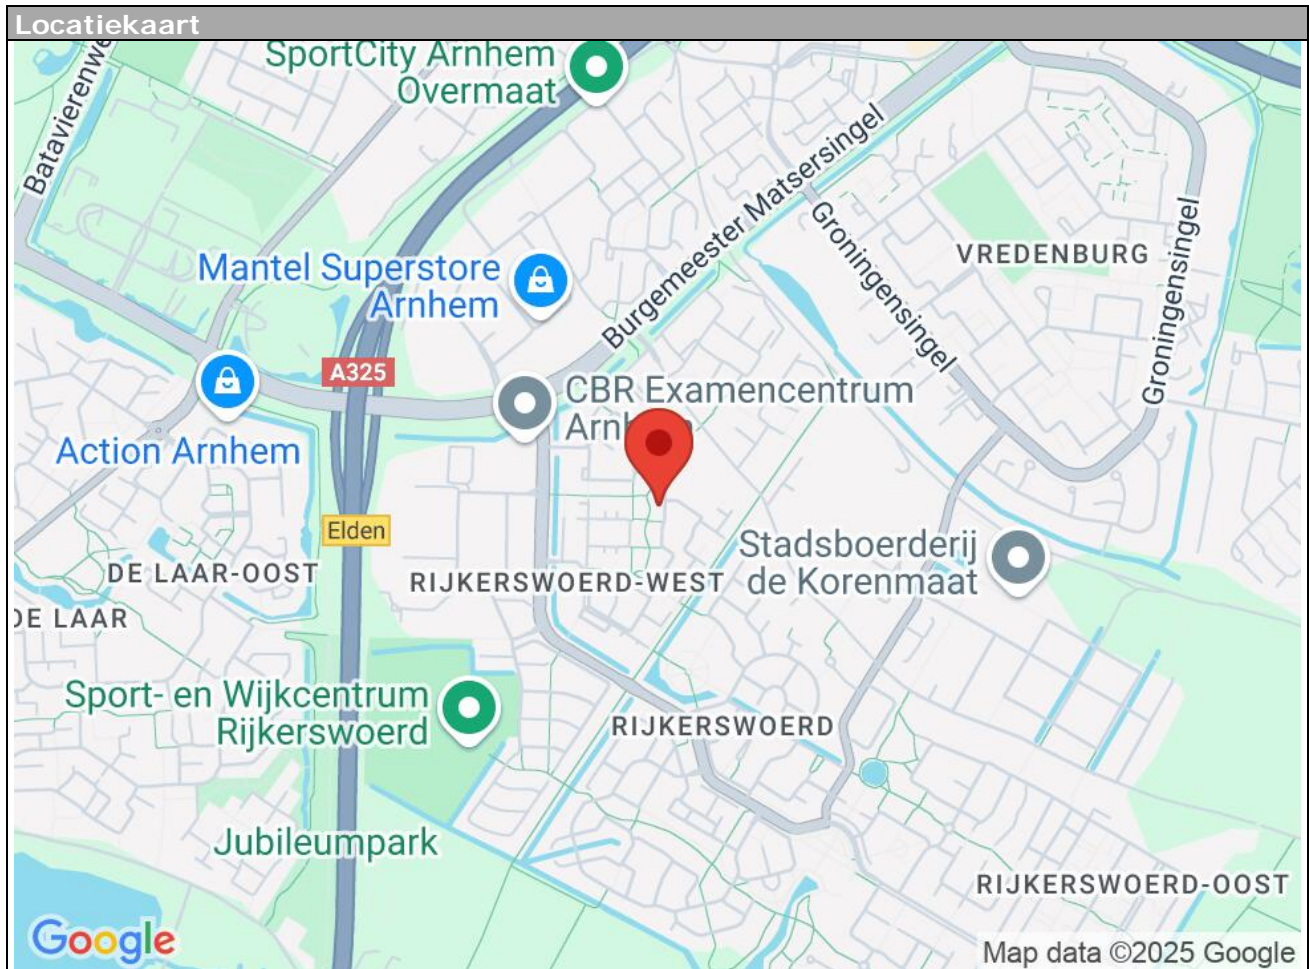 Locatiekaart
SportCity Arnhem
Overmaat
Batavierenwe
Burgemeester Matsersingel
Groningensingel
VREDENBURG
Groningensingel
Mantel Superstore
Arnhem
A325
CBR Examencentrum
Arnh
Action Arnhem
Elden
Stadsboerderij
de Korenmaat
DE LAAR-OOST
RIJKERSWOERD-WEST
DE LAAR
Sport- en Wijkcentrum
Rijkerswoerd
RIJKERSWOERD
Jubileumpark
RIJKERSWOERD-OOST
Google
Map data ©2025 Google